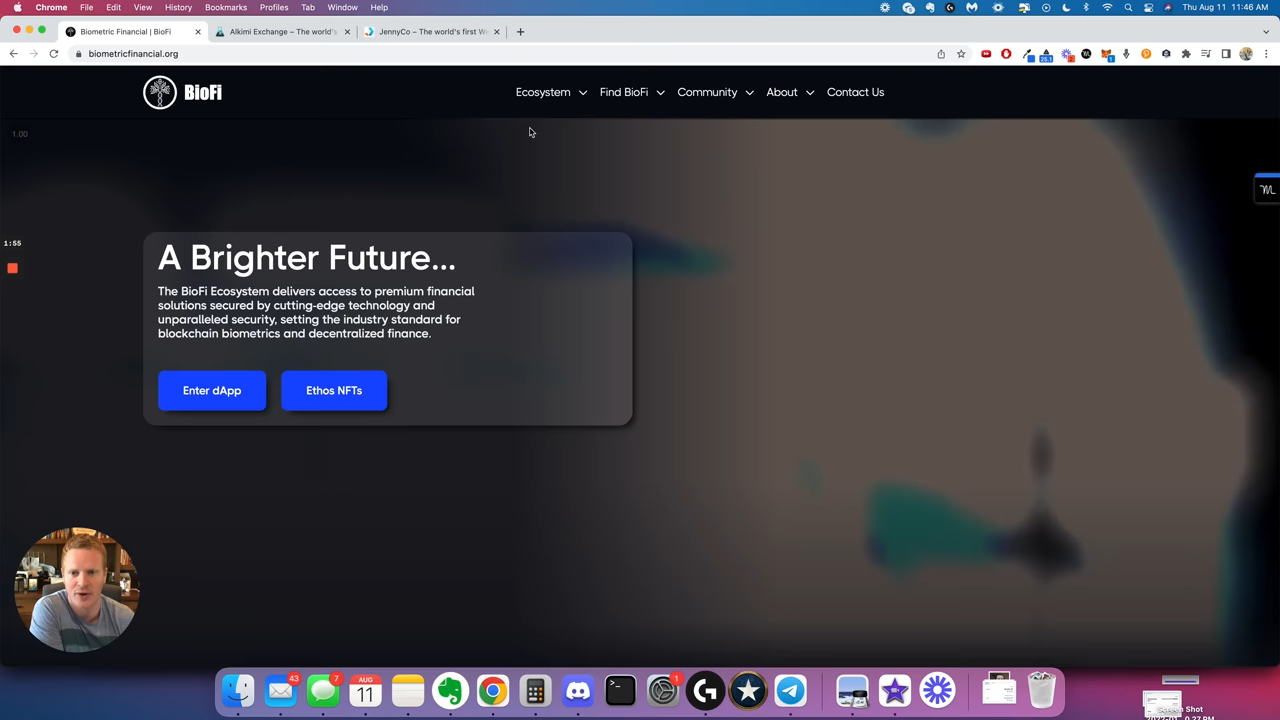 Chrome File Edit View History Bookmarks Profiles Tab Window Help Thu Aug 11 11:46 AM
Biometric Financial | BioFi Alkimi Exchange – The world's JennyCo – The world's first We
biometricfinancial.org
BioFi Ecosystem Find BioFi Community About Contact Us
1.00
A Brighter Future...
1:55
The BioFi Ecosystem delivers access to premium financial
solutions secured by cutting-edge technology and
unparalleled security, setting the industry standard for
blockchain biometrics and decentralized finance.
Enter dApp Ethos NFTs
43 7 AUG 11 1
Screen Shot